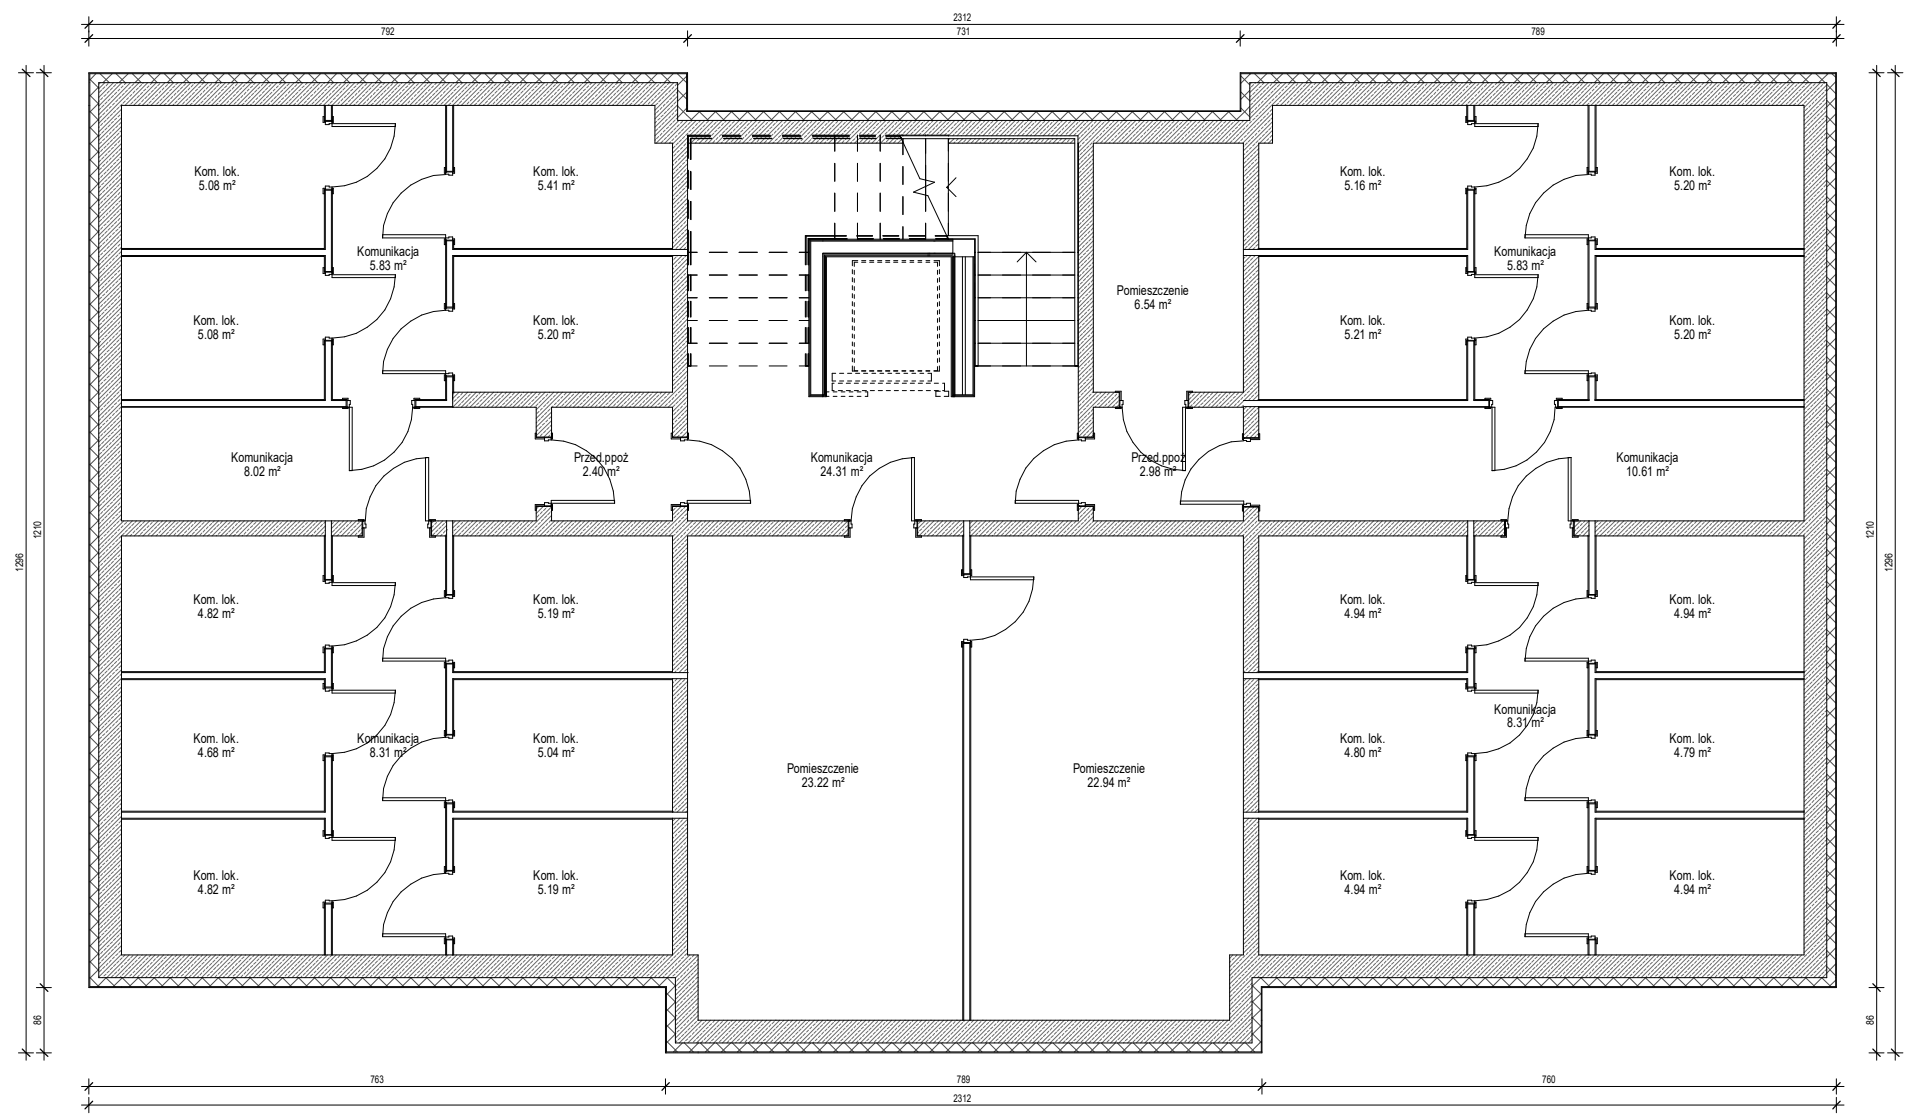 2312
792
731
789
Kom. lok.
5.08 m²
Kom. lok.
5.41 m²
Kom. lok.
5.16 m²
Kom. lok.
5.20 m²
Komunikacja
5.83 m²
Komunikacja
5.83 m²
Pomieszczenie
6.54 m²
Kom. lok.
5.08 m²
Kom. lok.
5.20 m²
Kom. lok.
5.21 m²
Kom. lok.
5.20 m²
Komunikacja
8.02 m²
Przed.ppoż
2.40 m²
Komunikacja
24.31 m²
Przed.ppoż
2.98 m²
Komunikacja
10.61 m²
1296
1210
1210
1296
Kom. lok.
4.82 m²
Kom. lok.
5.19 m²
Kom. lok.
4.94 m²
Kom. lok.
4.94 m²
Komunikacja
8.31 m²
Kom. lok.
4.68 m²
Komunikacja
8.31 m²
Kom. lok.
5.04 m²
Kom. lok.
4.80 m²
Kom. lok.
4.79 m²
Pomieszczenie
23.22 m²
Pomieszczenie
22.94 m²
Kom. lok.
4.82 m²
Kom. lok.
5.19 m²
Kom. lok.
4.94 m²
Kom. lok.
4.94 m²
86
86
763
789
760
2312